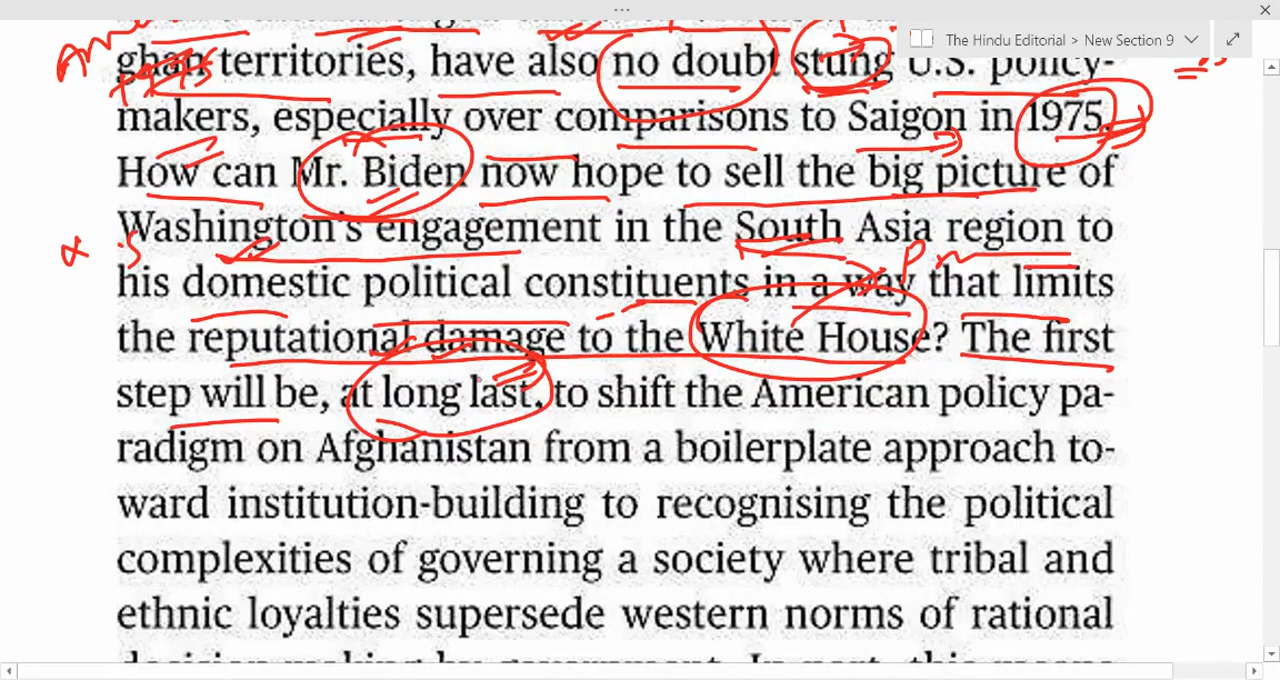 The Hindu Editorial > New Section 9
ghan territories, have also no doubt stung U.S. policy-
makers, especially over comparisons to Saigon in 1975.
How can Mr. Biden now hope to sell the big picture of
Washington's engagement in the South Asia region to
his domestic political constituents in a way that limits
the reputational damage to the White House? The first
step will be, at long last, to shift the American policy pa-
radigm on Afghanistan from a boilerplate approach to-
ward institution-building to recognising the political
complexities of governing a society where tribal and
ethnic loyalties supersede western norms of rational